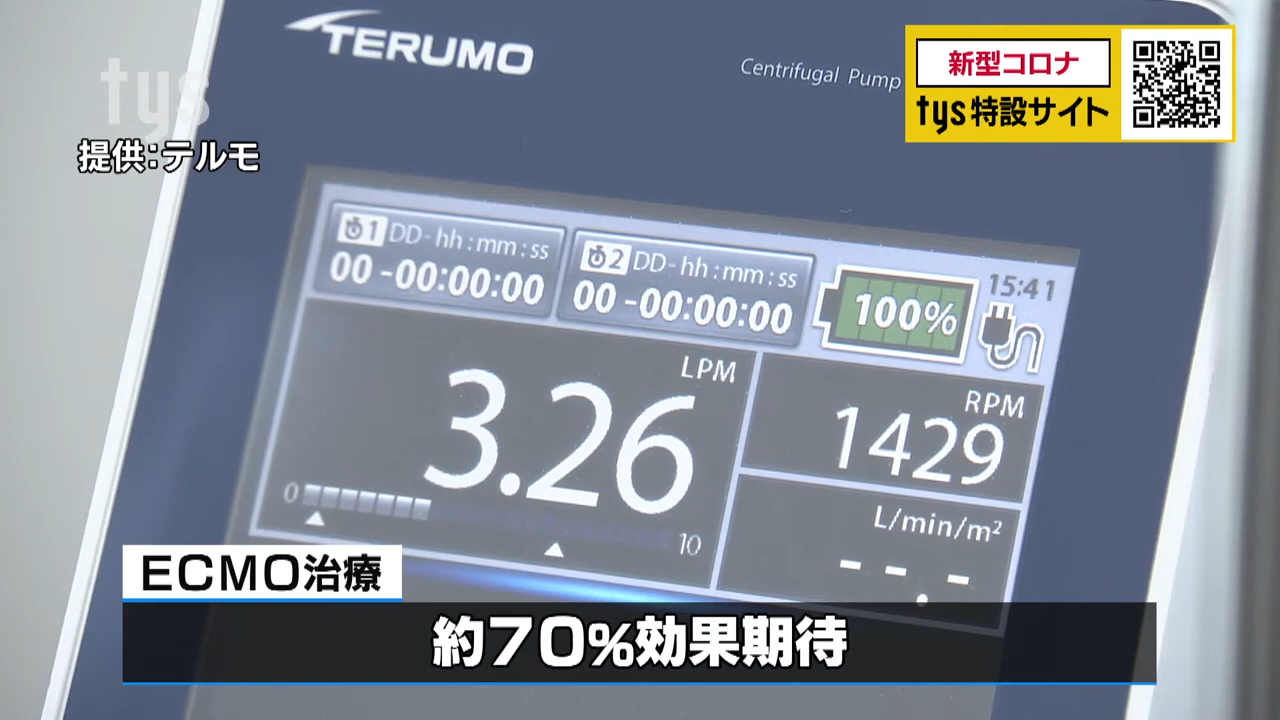 TERUMO
Centrifugal Pump
新型コロナ
tys特設サイト
tys
提供:テルモ
1 DD-hh:mm:ss
00-00:00:00
2 DD-hh:mm:ss
00-00:00:00
100%
15:41
LPM
3.26
0
10
RPM
1429
L/min/m²
--.-
ECMO治療
約70%効果期待